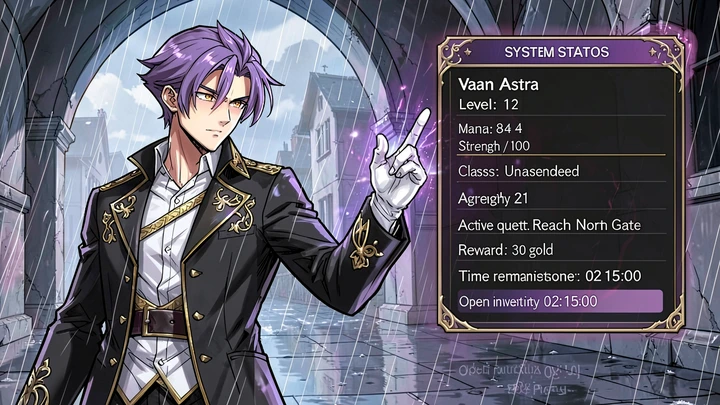 SYSTEM STATOS
Vaan Astra
Level: 12
Mana: 84 4
Strengh /100
Classs: Unasendeed
Agreighy 21
Active quett. Reach North Gate
Reward: 30 gold
Time remanistsone: 02 15:00
Open inveritiy 02:15:00